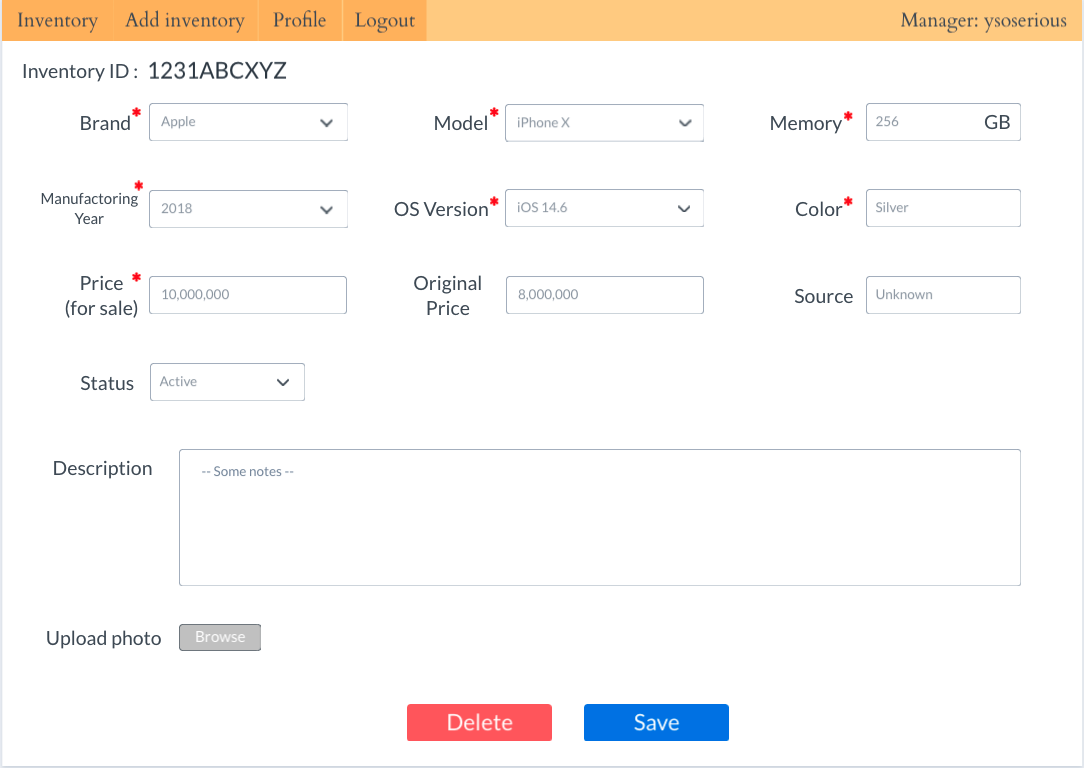 Inventory Add inventory Profile Logout Manager: ysoserious
Inventory ID : 1231ABCXYZ
Brand* Apple Model* iPhone X Memory* 256 GB
Manufactoring
Year* 2018 OS Version* iOS 14.6 Color* Silver
Price *
(for sale) 10,000,000 Original
Price 8,000,000 Source Unknown
Status Active
Description -- Some notes --
Upload photo Browse
Delete Save